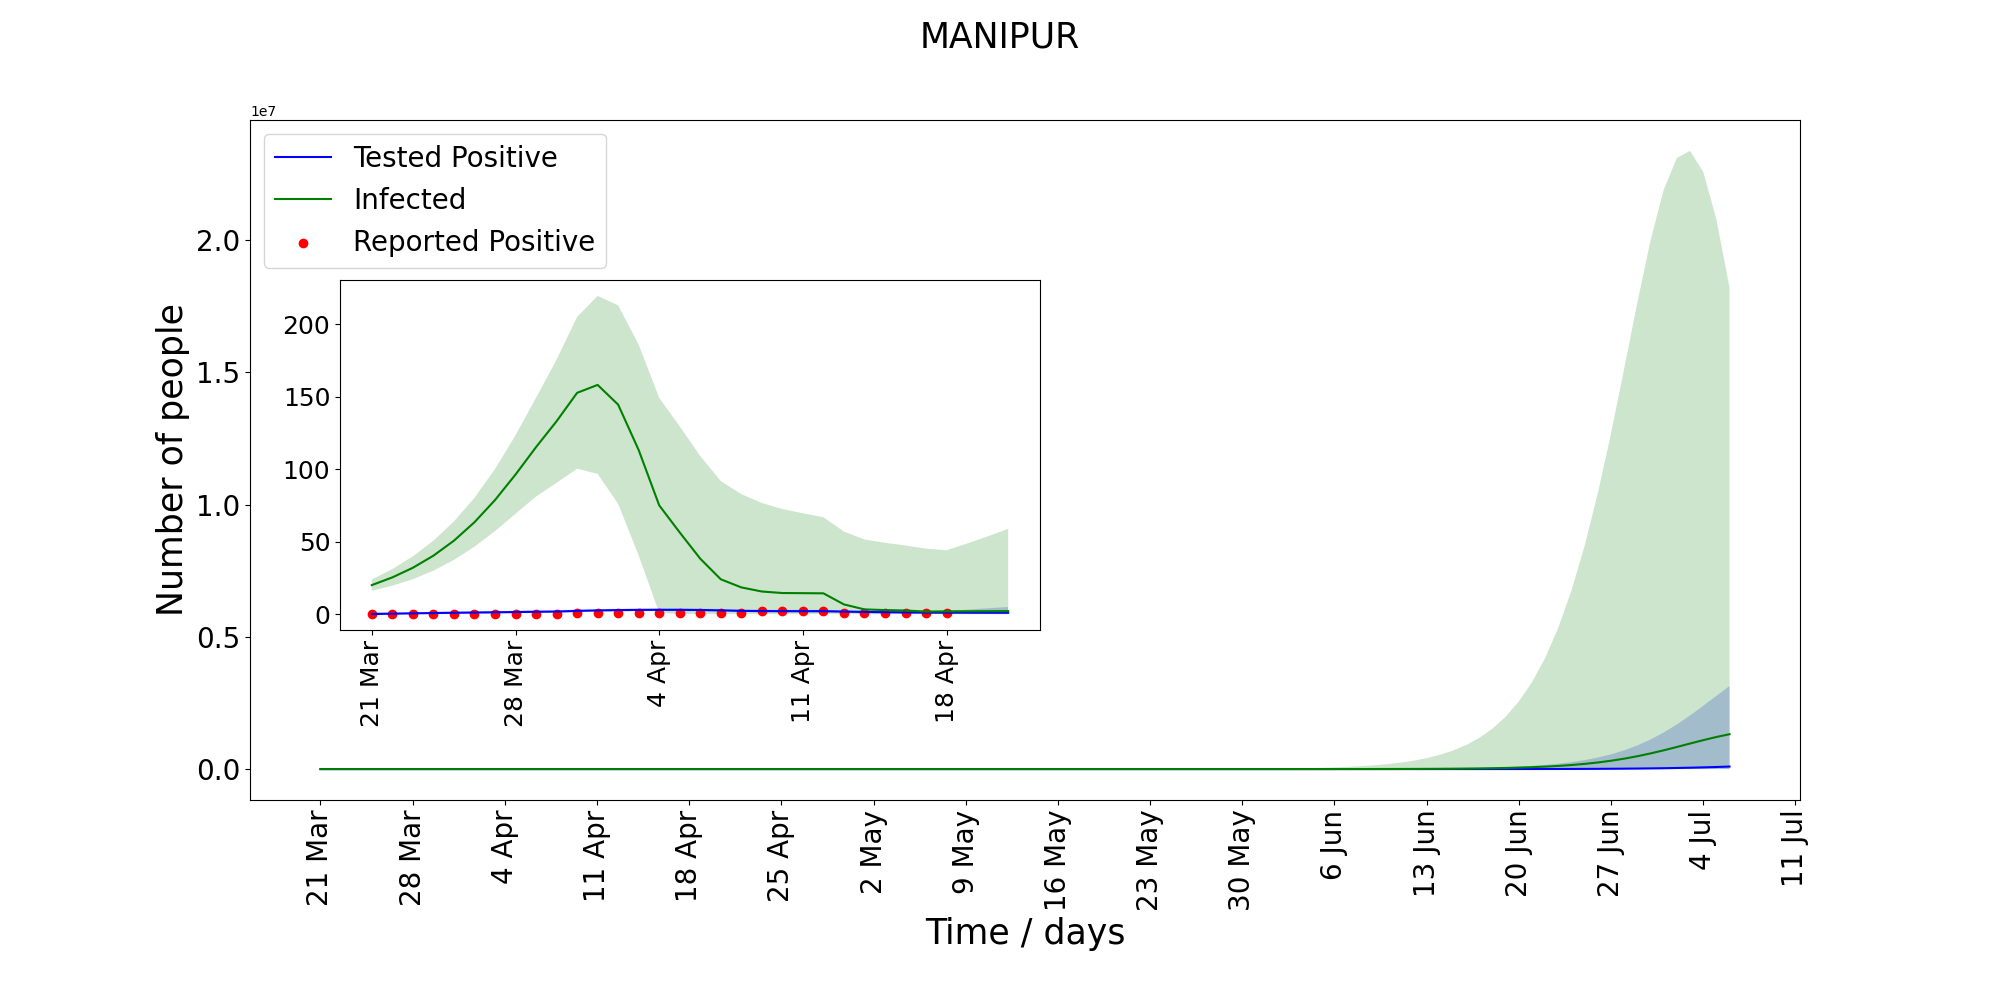 MANIPUR
1e7
Tested Positive
Infected
Reported Positive
Number of people
2.0
1.5
1.0
0.5
0.0
200
150
100
50
0
21 Mar
28 Mar
4 Apr
11 Apr
18 Apr
21 Mar
28 Mar
4 Apr
11 Apr
18 Apr
25 Apr
2 May
9 May
16 May
23 May
30 May
6 Jun
13 Jun
20 Jun
27 Jun
4 Jul
11 Jul
Time / days